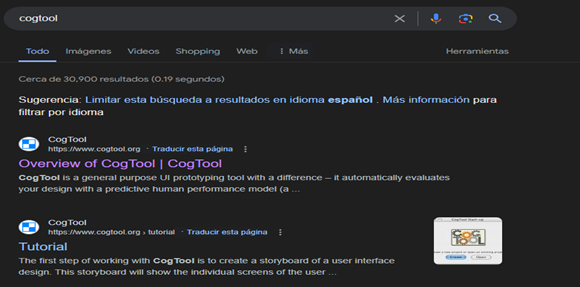 cogtool
Todo Imágenes Videos Shopping Web Más Herramientas
Cerca de 30,900 resultados (0.19 segundos)
Sugerencia: Limitar esta búsqueda a resultados en idioma español . Más información para
filtrar por idioma
CogTool
https://www.cogtool.org · Traducir esta página
Overview of CogTool | CogTool
CogTool is a general purpose UI prototyping tool with a difference – it automatically evaluates
your design with a predictive human performance model (a ...
CogTool
https://www.cogtool.org › tutorial · Traducir esta página
Tutorial
The first step of working with CogTool is to create a storyboard of a user interface
design. This storyboard will show the individual screens of the user ...
COG
TOOL
Create Open